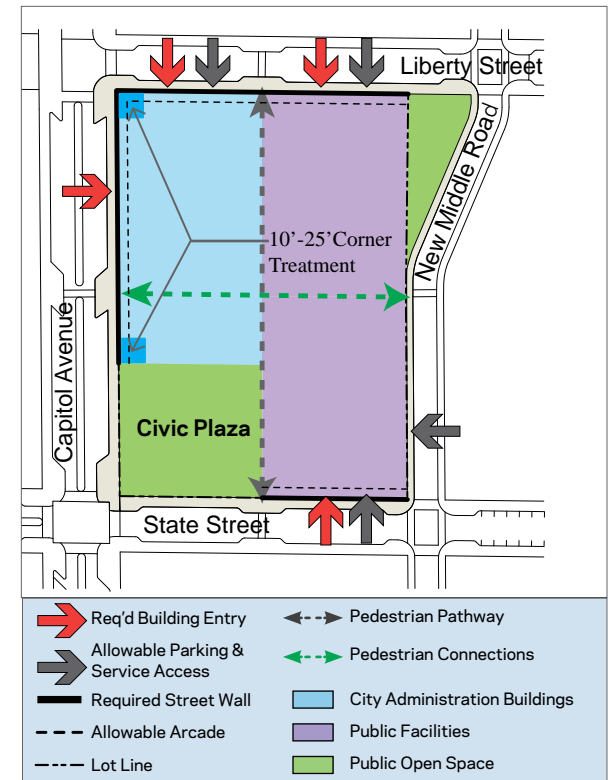 Liberty Street
New Middle Road
10’-25’Corner
Treatment
Capitol Avenue
Civic Plaza
State Street
Req’d Building Entry
Allowable Parking &
Service Access
Required Street Wall
Allowable Arcade
Lot Line
Pedestrian Pathway
Pedestrian Connections
City Administration Buildings
Public Facilities
Public Open Space